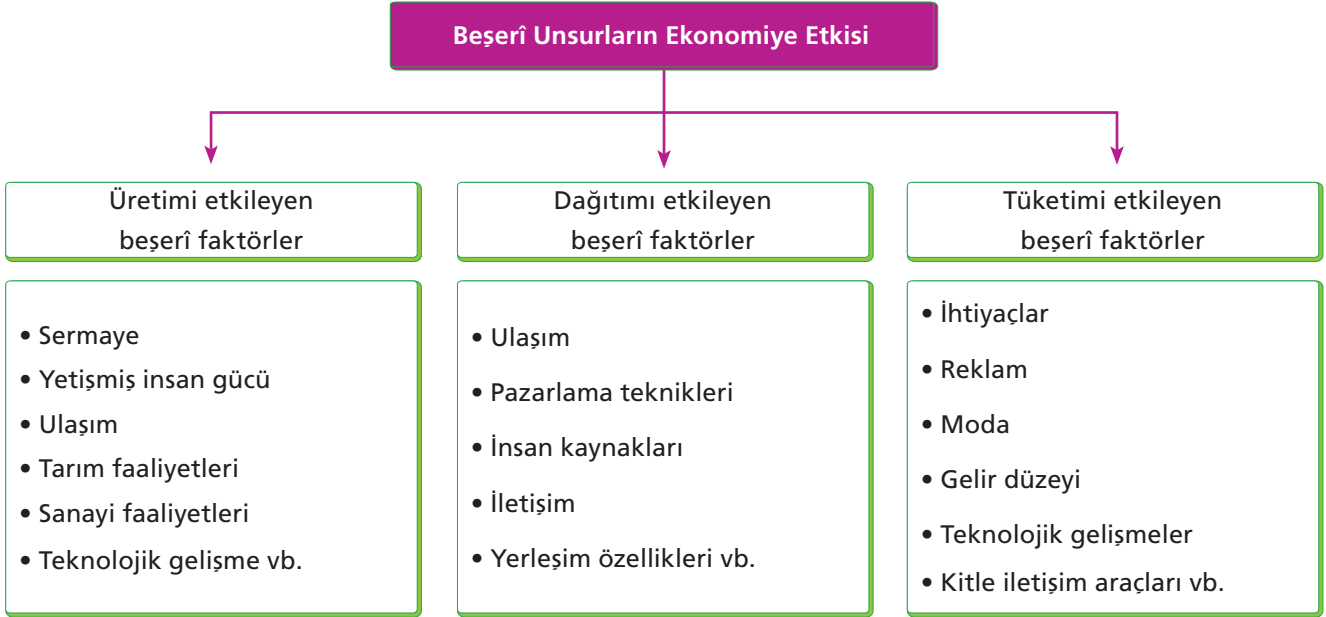 Beşerî Unsurların Ekonomiye Etkisi
Üretimi etkileyen
beşerî faktörler
• Sermaye
• Yetişmiş insan gücü
• Ulaşım
• Tarım faaliyetleri
• Sanayi faaliyetleri
• Teknolojik gelişme vb.
Dağıtımı etkileyen
beşerî faktörler
• Ulaşım
• Pazarlama teknikleri
• İnsan kaynakları
• İletişim
• Yerleşim özellikleri vb.
Tüketimi etkileyen
beşerî faktörler
• İhtiyaçlar
• Reklam
• Moda
• Gelir düzeyi
• Teknolojik gelişmeler
• Kitle iletişim araçları vb.